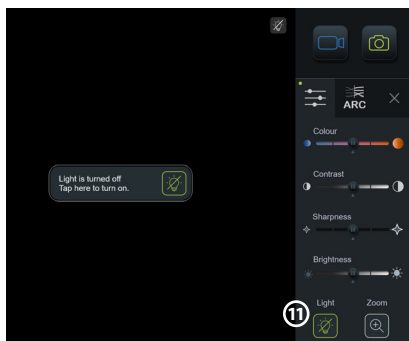 ARC
Colour
Contrast
Light is turned off
Tap here to turn on.
Sharpness
Brightness
Light
Zoom
11